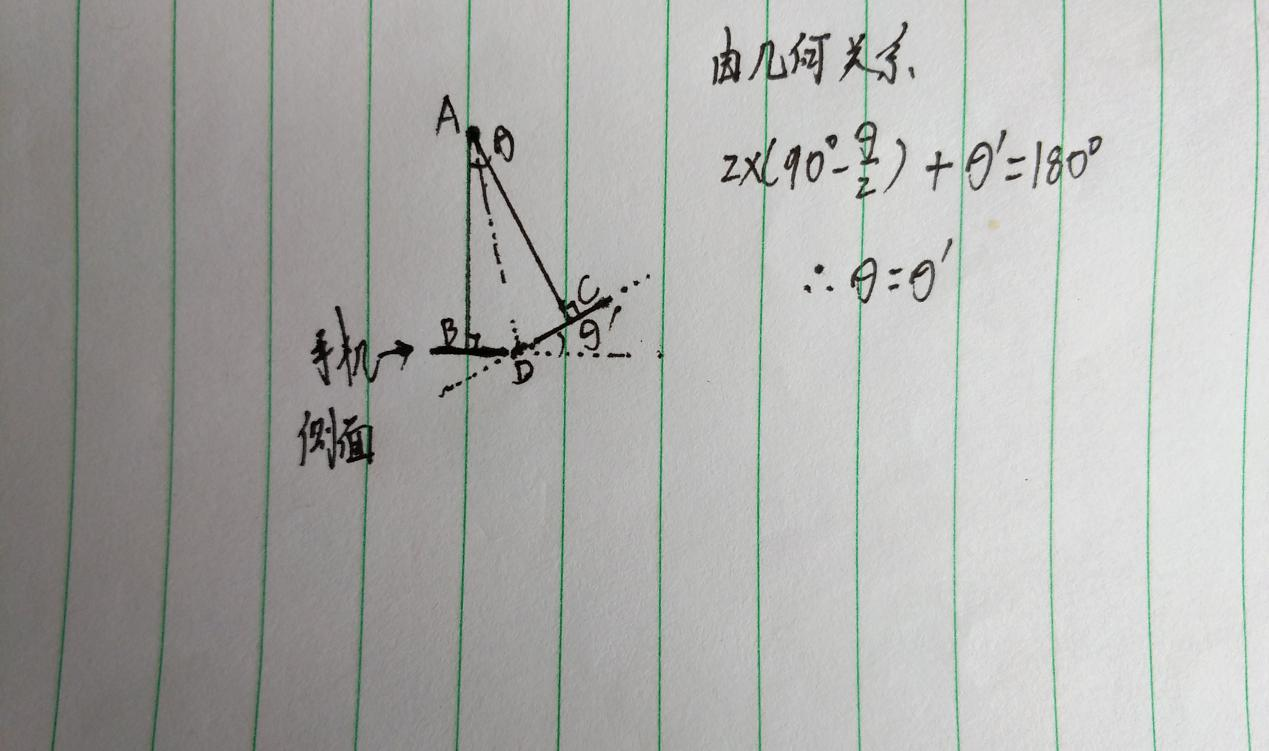 由几何关系、
2×(90°-θ/2)+θ'=180°
∴θ=θ'
A
θ
C
B
θ'
D
手机→
侧面